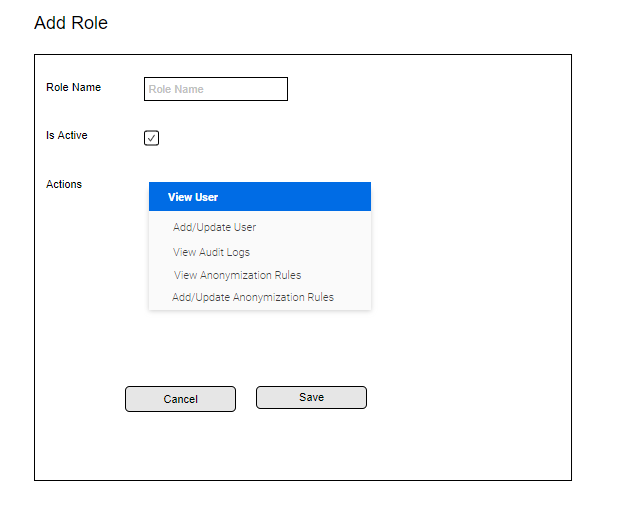 Add Role
Role Name
Role Name
Is Active
Actions
View User
Add/Update User
View Audit Logs
View Anonymization Rules
Add/Update Anonymization Rules
Cancel
Save